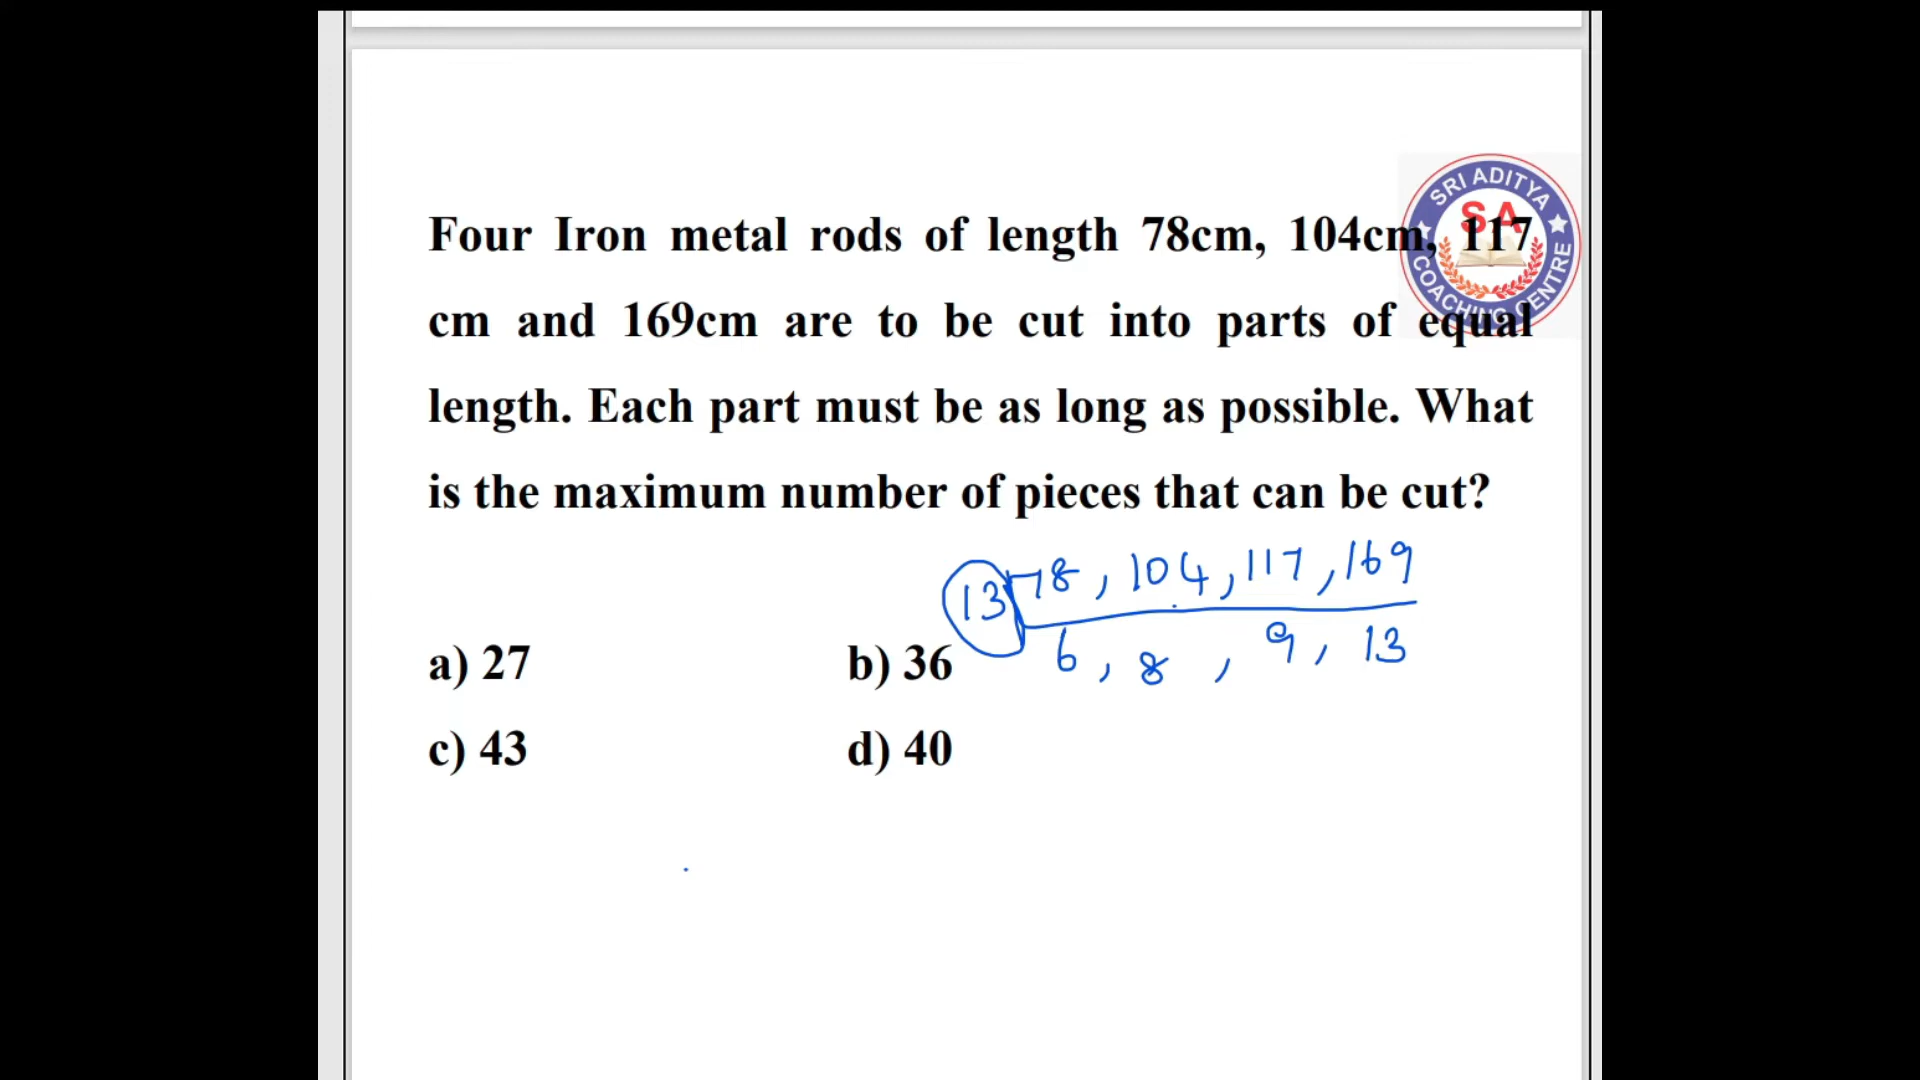 SRI ADITYA
SA
COACHING CENTRE
Four Iron metal rods of length 78cm, 104cm, 117
cm and 169cm are to be cut into parts of equal
length. Each part must be as long as possible. What
is the maximum number of pieces that can be cut?
13 78, 104, 117, 169
6, 8, 9, 13
a) 27 b) 36
c) 43 d) 40